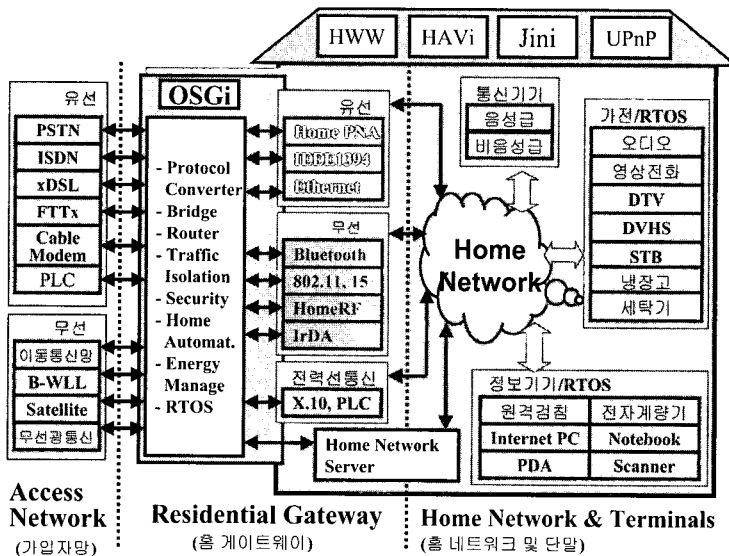 HWW
HAVi
Jini
UPnP
유선
PSTN
ISDN
xDSL
FTTx
Cable
Modem
PLC
무선
이동통신망
B-WLL
Satellite
무선광통신
Access
Network
(가입자망)
OSGi
- Protocol
Converter
- Bridge
- Router
- Traffic
Isolation
- Security
- Home
Automat.
- Energy
Manage
- RTOS
유선
Home PNA
IEEE1394
Ethernet
무선
Bluetooth
802.11, 15
HomeRF
IrDA
전력선통신
X.10, PLC
Home Network
Server
Residential Gateway
(홈 게이트웨이)
통신기기
음성급
비음성급
Home
Network
가전/RTOS
오디오
영상전화
DTV
DVHS
STB
냉장고
세탁기
정보기기/RTOS
원격검침
전자계량기
Internet PC
Notebook
PDA
Scanner
Home Network & Terminals
(홈 네트워크 및 단말)